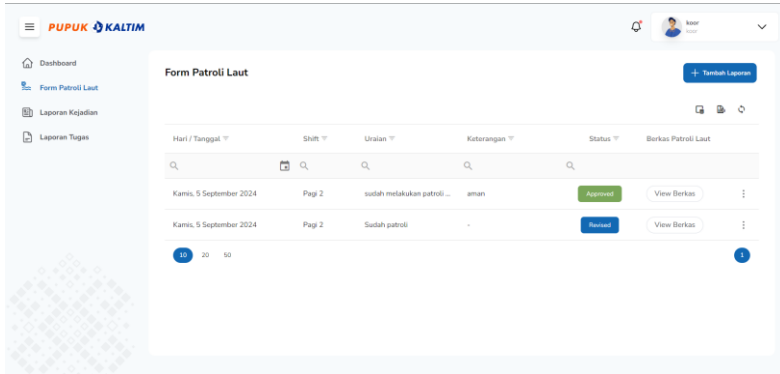 PUPUK KALTIM
koor
koor
Dashboard
Form Patroli Laut
Laporan Kejadian
Laporan Tugas
Form Patroli Laut
Tambah Laporan
Hari / Tanggal Shift Uraian Keterangan Status Berkas Patroli Laut
Kamis, 5 September 2024 Pagi 2 sudah melakukan patroli ... aman Approved View Berkas
Kamis, 5 September 2024 Pagi 2 Sudah patroli - Revised View Berkas
10 20 50 1